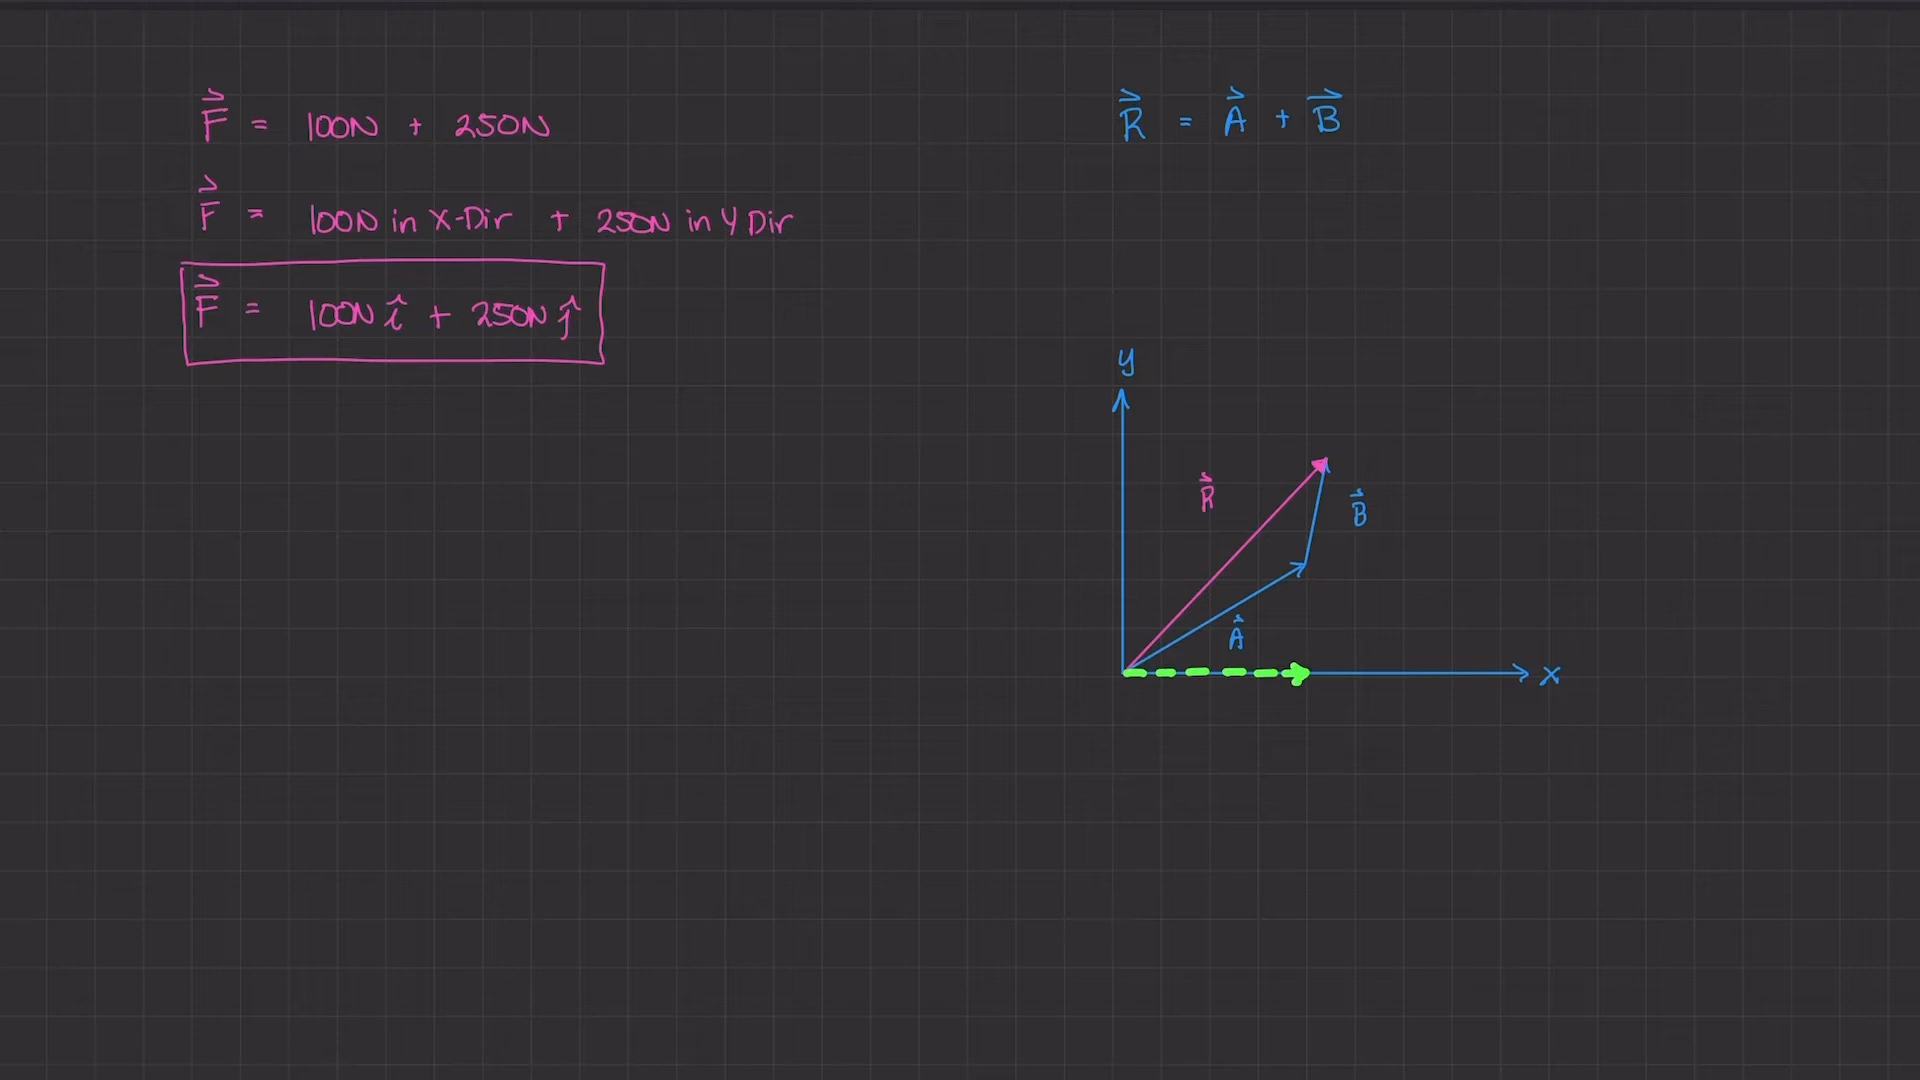 F⃗ = 100N + 250N
F⃗ = 100N in X-Dir + 250N in Y Dir
F⃗ = 100N î + 250N ĵ
R⃗ = A⃗ + B⃗
y
R⃗
B⃗
A⃗
x